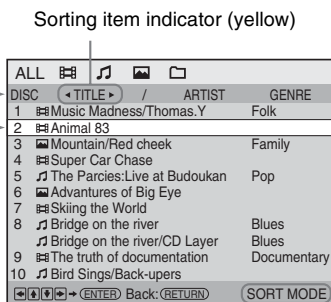 Sorting item indicator (yellow)
ALL
DISC TITLE / ARTIST GENRE
1 Music Madness/Thomas.Y Folk
2 Animal 83
3 Mountain/Red cheek Family
4 Super Car Chase
5 The Parcies:Live at Budoukan Pop
6 Advantures of Big Eye
7 Skiing the World
8 Bridge on the river Blues
Bridge on the river/CD Layer Blues
9 The truth of documentation Documentary
10 Bird Sings/Back-upers
ENTER Back: RETURN SORT MODE